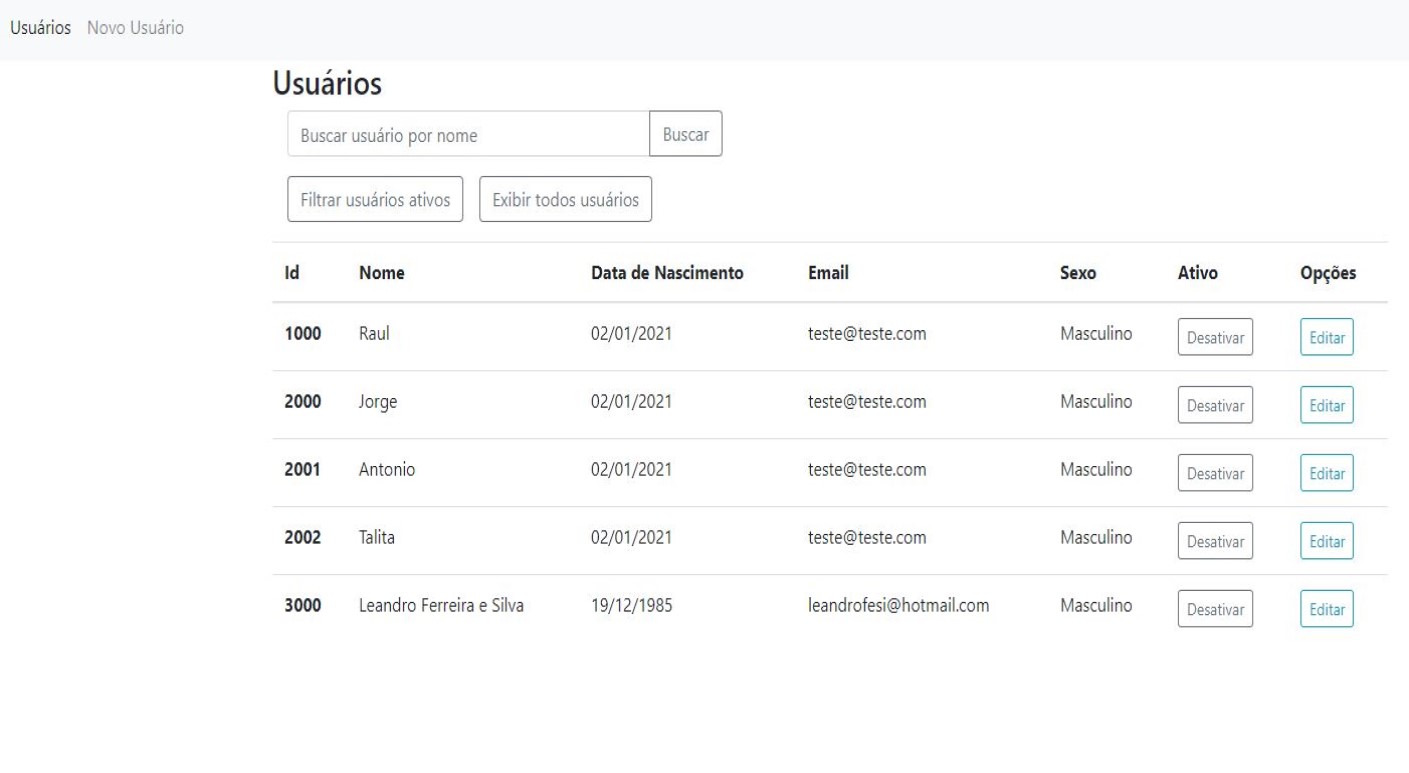 Usuários Novo Usuário
Usuários
Buscar usuário por nome Buscar
Filtrar usuários ativos Exibir todos usuários
Id Nome Data de Nascimento Email Sexo Ativo Opções
1000 Raul 02/01/2021 teste@teste.com Masculino Desativar Editar
2000 Jorge 02/01/2021 teste@teste.com Masculino Desativar Editar
2001 Antonio 02/01/2021 teste@teste.com Masculino Desativar Editar
2002 Talita 02/01/2021 teste@teste.com Masculino Desativar Editar
3000 Leandro Ferreira e Silva 19/12/1985 leandrofesi@hotmail.com Masculino Desativar Editar